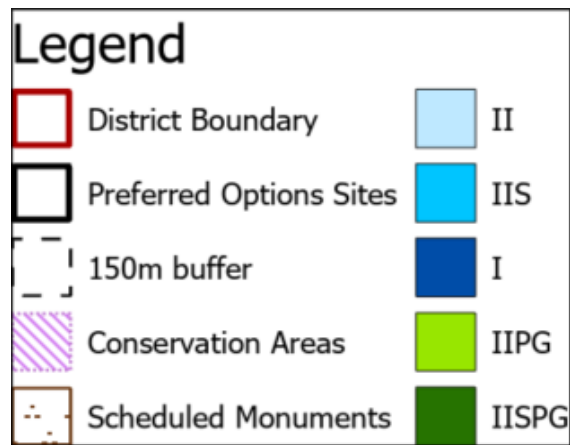 Legend
District Boundary
Preferred Options Sites
150m buffer
Conservation Areas
Scheduled Monuments
II
IIS
I
IIPG
IISPG